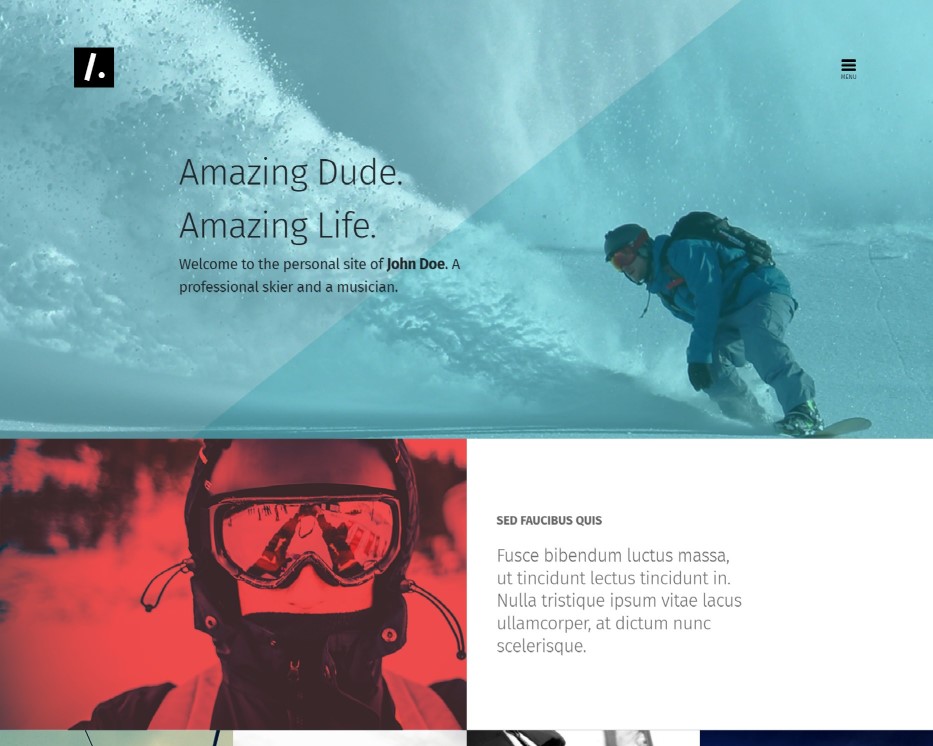 /.
MENU
Amazing Dude.
Amazing Life.
Welcome to the personal site of John Doe. A
professional skier and a musician.
SED FAUCIBUS QUIS
Fusce bibendum luctus massa,
ut tincidunt lectus tincidunt in.
Nulla tristique ipsum vitae lacus
ullamcorper, at dictum nunc
scelerisque.